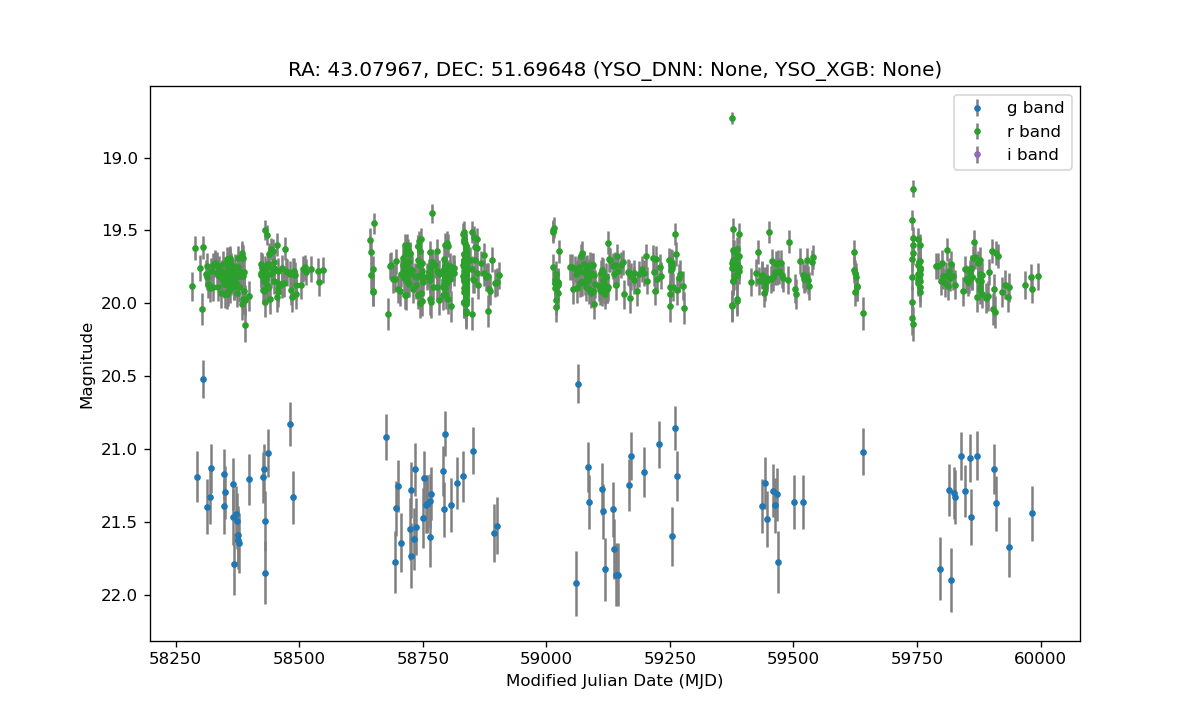 RA: 43.07967, DEC: 51.69648 (YSO_DNN: None, YSO_XGB: None)
g band
r band
i band
19.0
19.5
20.0
20.5
21.0
21.5
22.0
Magnitude
58250 58500 58750 59000 59250 59500 59750 60000
Modified Julian Date (MJD)